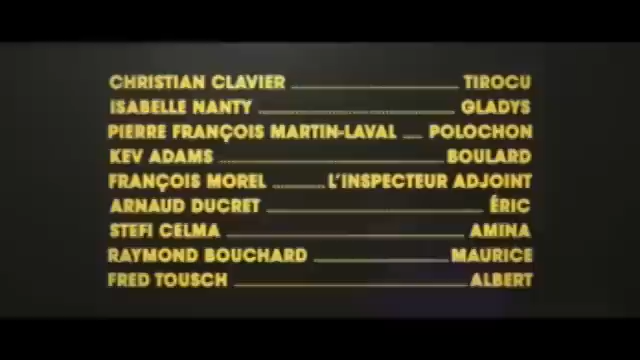 CHRISTIAN CLAVIER TIROCU
ISABELLE NANTY GLADYS
PIERRE FRANÇOIS MARTIN-LAVAL POLOCHON
KEV ADAMS BOULARD
FRANÇOIS MOREL L'INSPECTEUR ADJOINT
ARNAUD DUCRET ÉRIC
STEFI CELMA AMINA
RAYMOND BOUCHARD MAURICE
FRED TOUSCH ALBERT